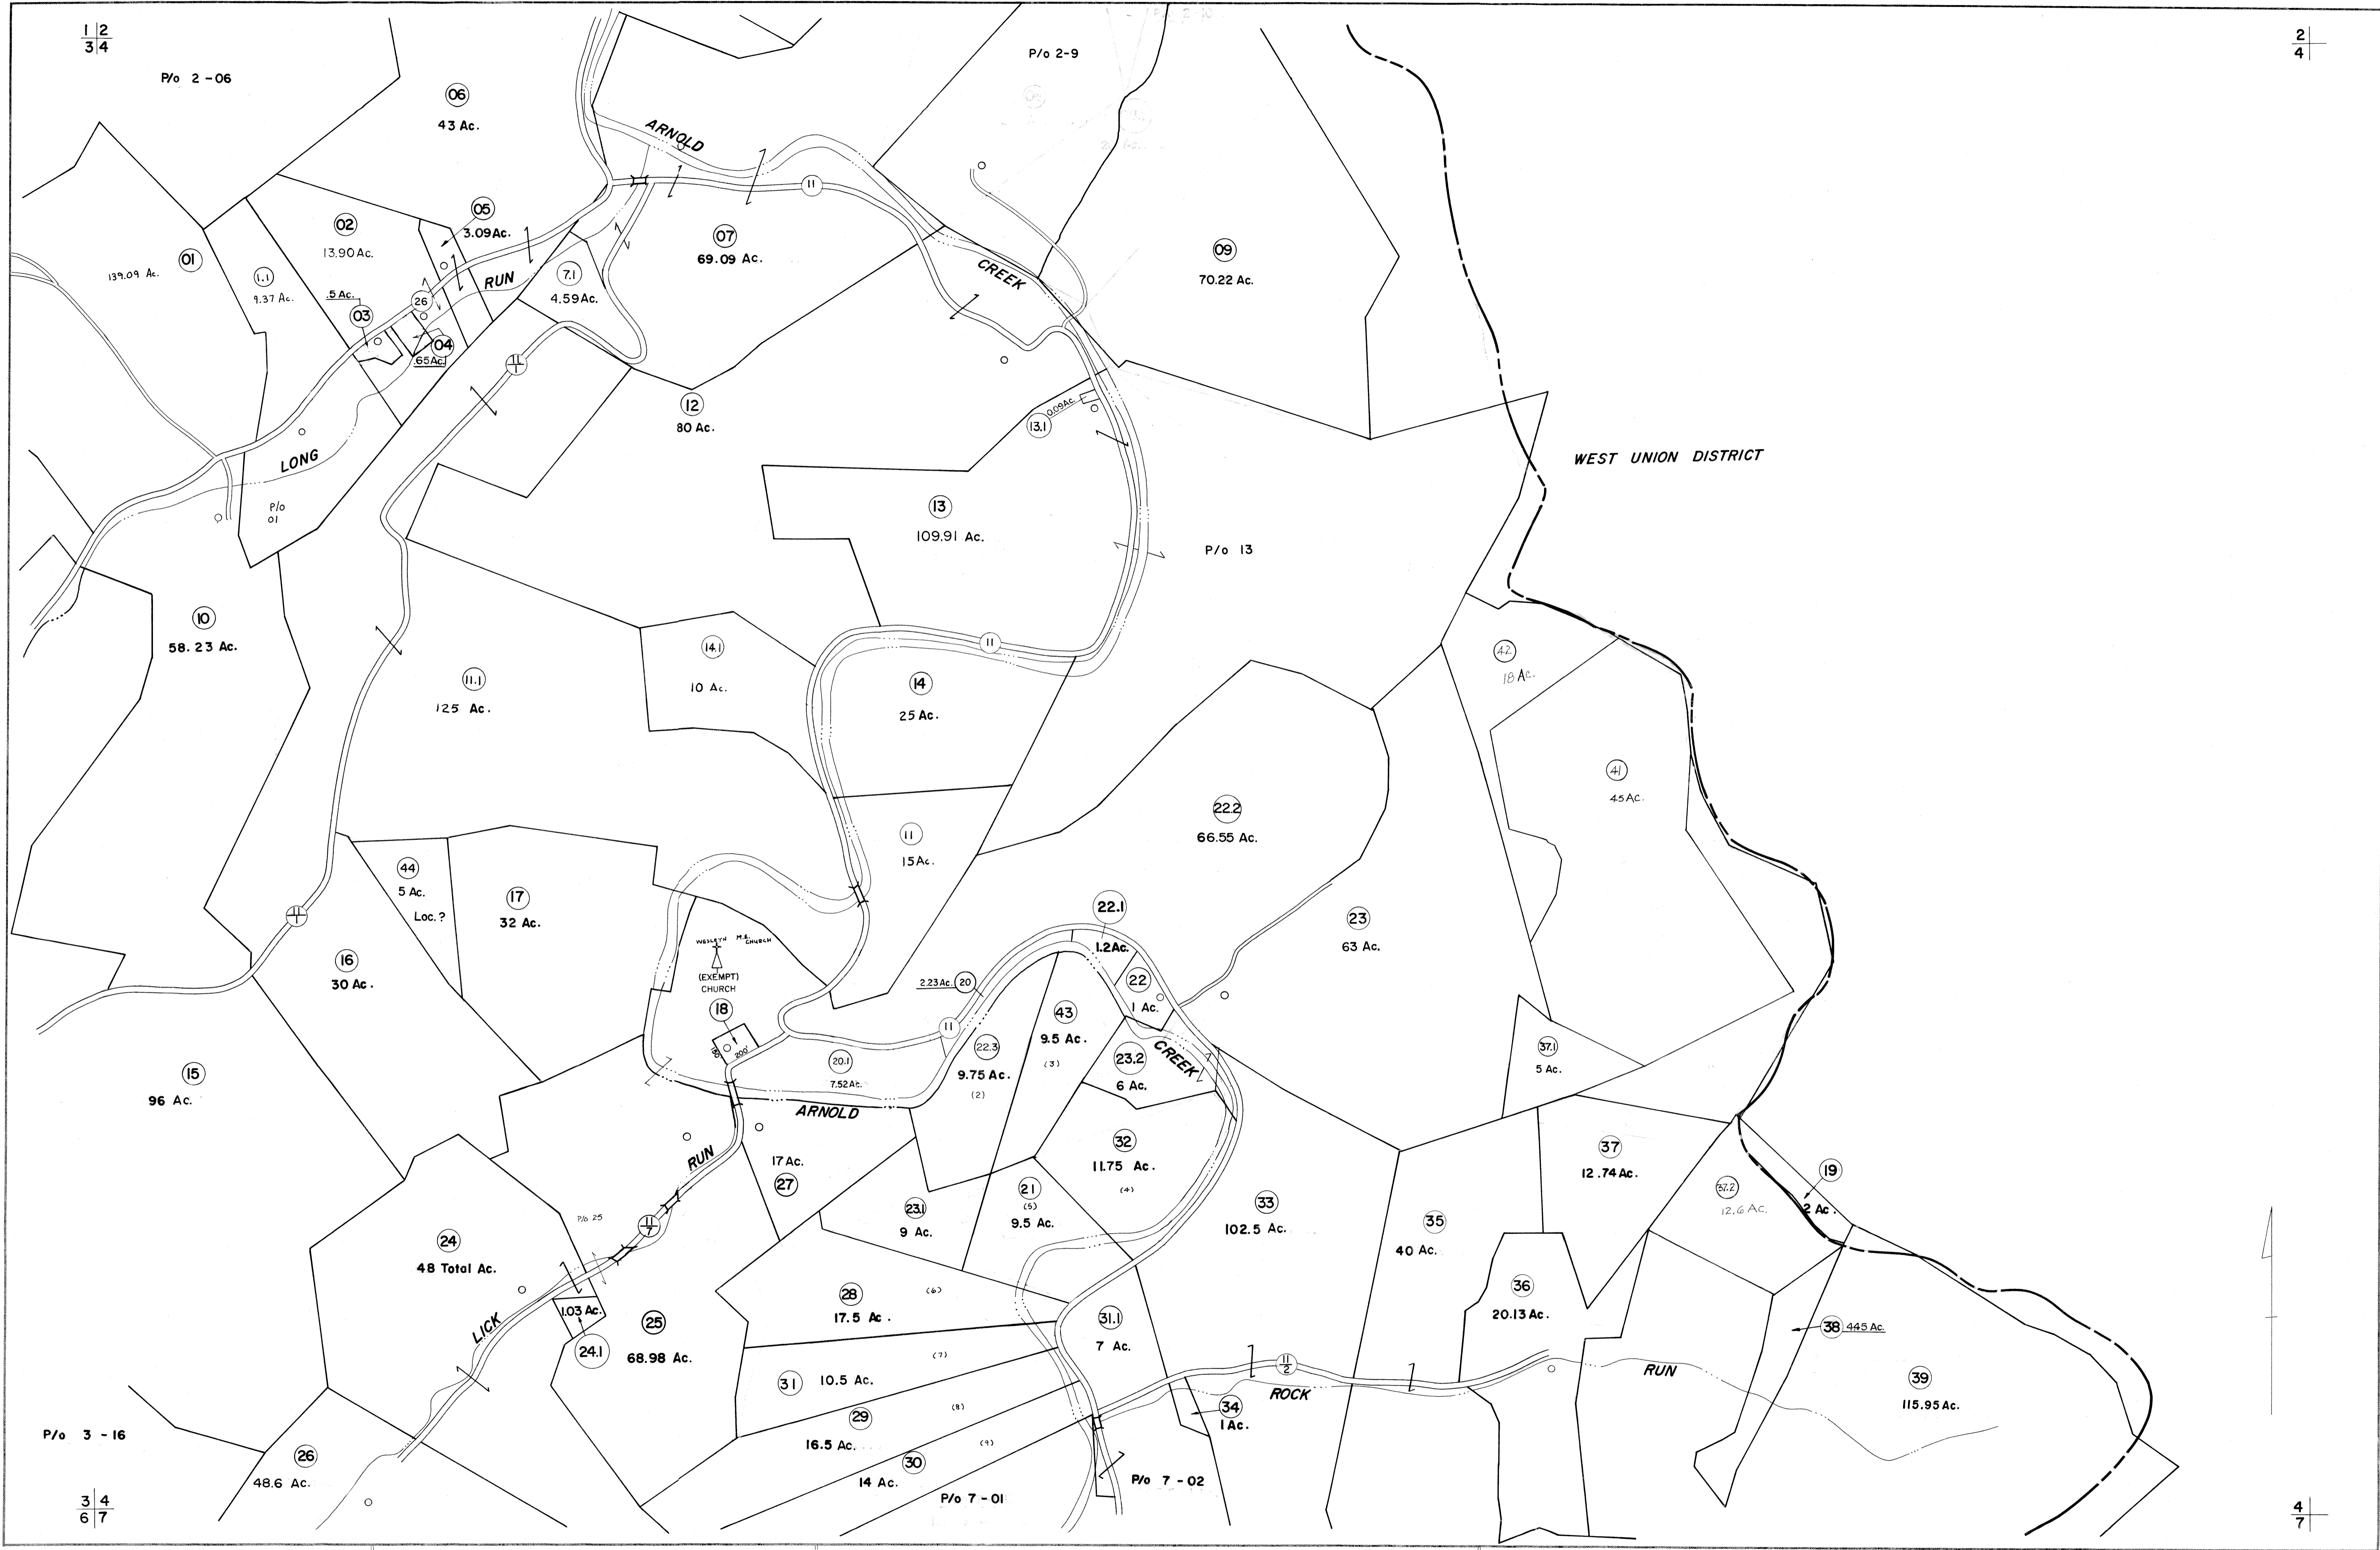 1 2
3 4
2
4
P/o 2-06
P/o 2-9
06
43 Ac.
ARNOLD
11
05
3.09 Ac.
02
13.90 Ac.
01
139.09 Ac.
1.1
9.37 Ac.
.5 Ac.
03
26
RUN
7.1
4.59 Ac.
07
69.09 Ac.
CREEK
09
70.22 Ac.
04
.65 Ac.
11
1
12
80 Ac.
0.09 Ac.
13.1
LONG
P/o
01
WEST UNION DISTRICT
13
109.91 Ac.
P/o 13
10
58.23 Ac.
14.1
10 Ac.
11
11.1
125 Ac.
14
25 Ac.
42
18 Ac.
41
45 Ac.
22.2
66.55 Ac.
11
15 Ac.
44
5 Ac.
Loc. ?
17
32 Ac.
11
1
22.1
1.2 Ac.
23
63 Ac.
WESLEYN M.E. CHURCH
(EXEMPT)
CHURCH
16
30 Ac.
2.23 Ac. 20
22
1 Ac.
18
200'
43
9.5 Ac.
(3)
11
22.3
9.75 Ac.
(2)
20.1
7.52 Ac.
CREEK
23.2
6 Ac.
37.1
5 Ac.
15
96 Ac.
ARNOLD
RUN
17 Ac.
27
32
11.75 Ac.
(4)
37
12.74 Ac.
19
2 Ac.
37.2
12.6 Ac.
21
(5)
9.5 Ac.
23.1
9 Ac.
33
102.5 Ac.
35
40 Ac.
P/o 25
11
7
24
48 Total Ac.
28
17.5 Ac.
(6)
36
20.13 Ac.
1.03 Ac.
24.1
LICK
25
68.98 Ac.
31.1
7 Ac.
38 .445 Ac.
(7)
31
10.5 Ac.
11
2
ROCK
RUN
39
115.95 Ac.
29
16.5 Ac.
(8)
34
1 Ac.
P/o 3-16
26
48.6 Ac.
30
14 Ac.
(9)
P/o 7-01
P/o 7-02
3 4
6 7
4
7